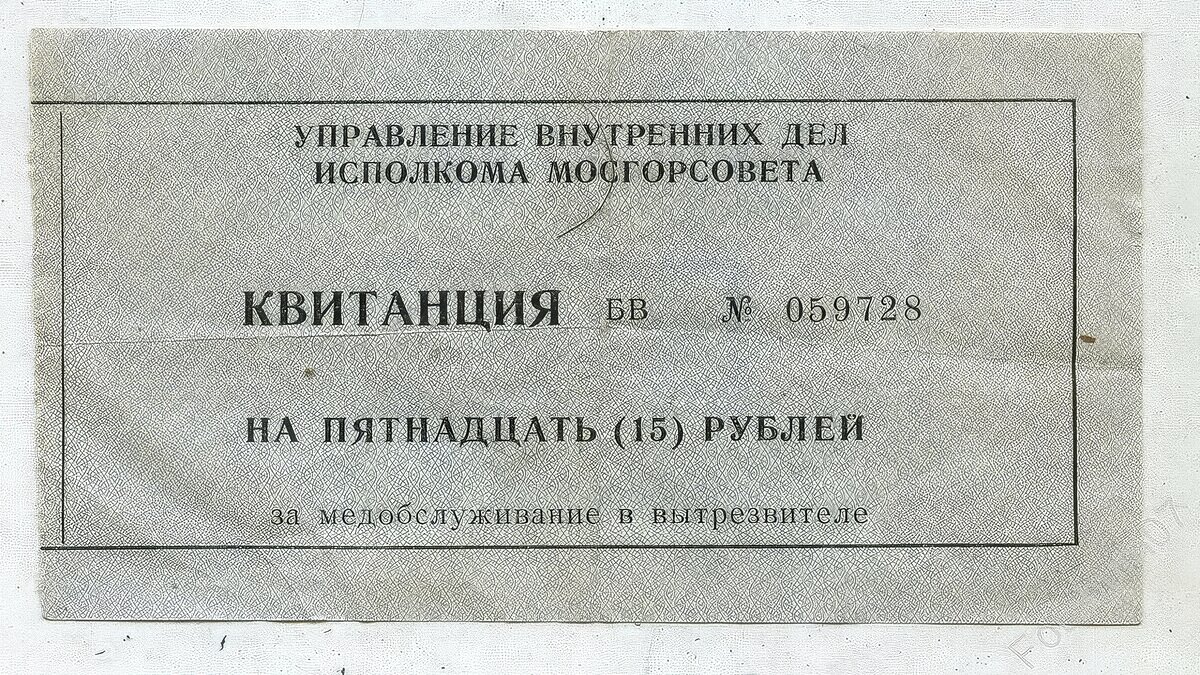 УПРАВЛЕНИЕ ВНУТРЕННИХ ДЕЛ
ИСПОЛКОМА МОСГОРСОВЕТА
КВИТАНЦИЯ БВ № 059728
НА ПЯТНАДЦАТЬ (15) РУБЛЕЙ
за медобслуживание в вытрезвителе